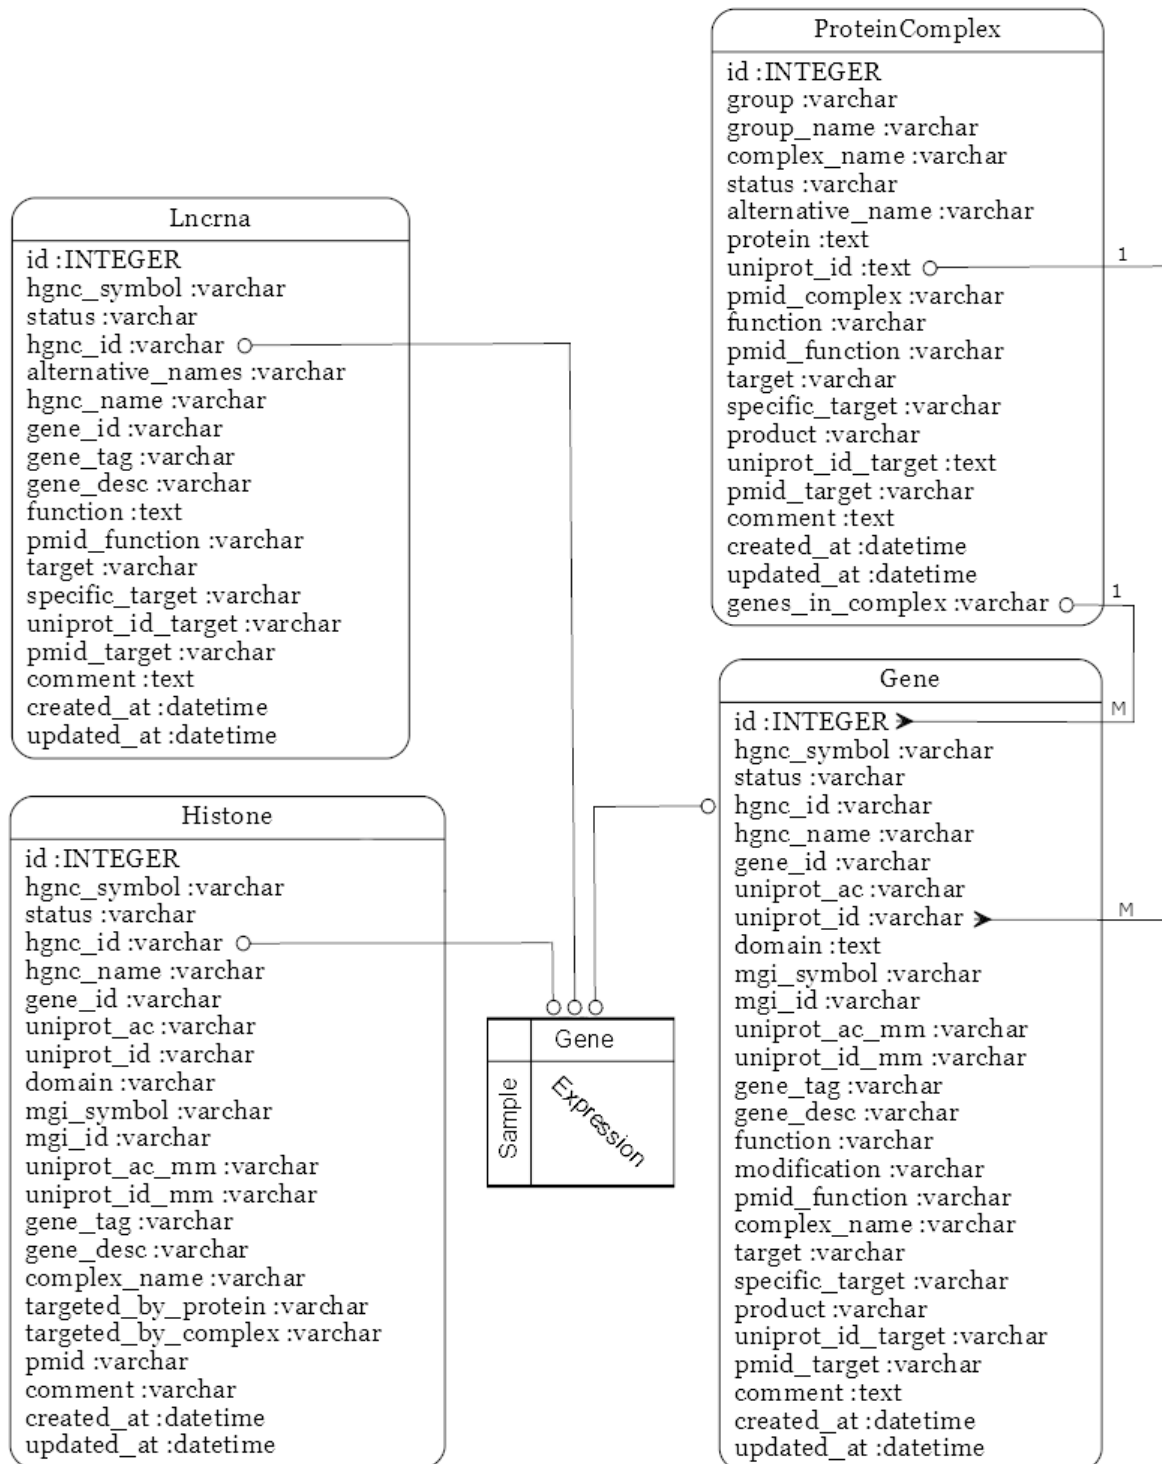 ProteinComplex
id :INTEGER
group :varchar
group_name :varchar
complex_name :varchar
status :varchar
alternative_name :varchar
protein :text
uniprot_id :text
1
pmid_complex :varchar
function :varchar
pmid_function :varchar
target :varchar
specific_target :varchar
product :varchar
uniprot_id_target :text
pmid_target :varchar
comment :text
created_at :datetime
updated_at :datetime
genes_in_complex :varchar
1
Lncrna
id :INTEGER
hgnc_symbol :varchar
status :varchar
hgnc_id :varchar
alternative_names :varchar
hgnc_name :varchar
gene_id :varchar
gene_tag :varchar
gene_desc :varchar
function :text
pmid_function :varchar
target :varchar
specific_target :varchar
uniprot_id_target :varchar
pmid_target :varchar
comment :text
created_at :datetime
updated_at :datetime
Gene
id :INTEGER
M
hgnc_symbol :varchar
status :varchar
hgnc_id :varchar
hgnc_name :varchar
gene_id :varchar
uniprot_ac :varchar
uniprot_id :varchar
M
domain :text
mgi_symbol :varchar
mgi_id :varchar
uniprot_ac_mm :varchar
uniprot_id_mm :varchar
gene_tag :varchar
gene_desc :varchar
function :varchar
modification :varchar
pmid_function :varchar
complex_name :varchar
target :varchar
specific_target :varchar
product :varchar
uniprot_id_target :varchar
pmid_target :varchar
comment :text
created_at :datetime
updated_at :datetime
Histone
id :INTEGER
hgnc_symbol :varchar
status :varchar
hgnc_id :varchar
hgnc_name :varchar
gene_id :varchar
uniprot_ac :varchar
uniprot_id :varchar
domain :varchar
mgi_symbol :varchar
mgi_id :varchar
uniprot_ac_mm :varchar
uniprot_id_mm :varchar
gene_tag :varchar
gene_desc :varchar
complex_name :varchar
targeted_by_protein :varchar
targeted_by_complex :varchar
pmid :varchar
comment :varchar
created_at :datetime
updated_at :datetime
Gene
Sample
Expression